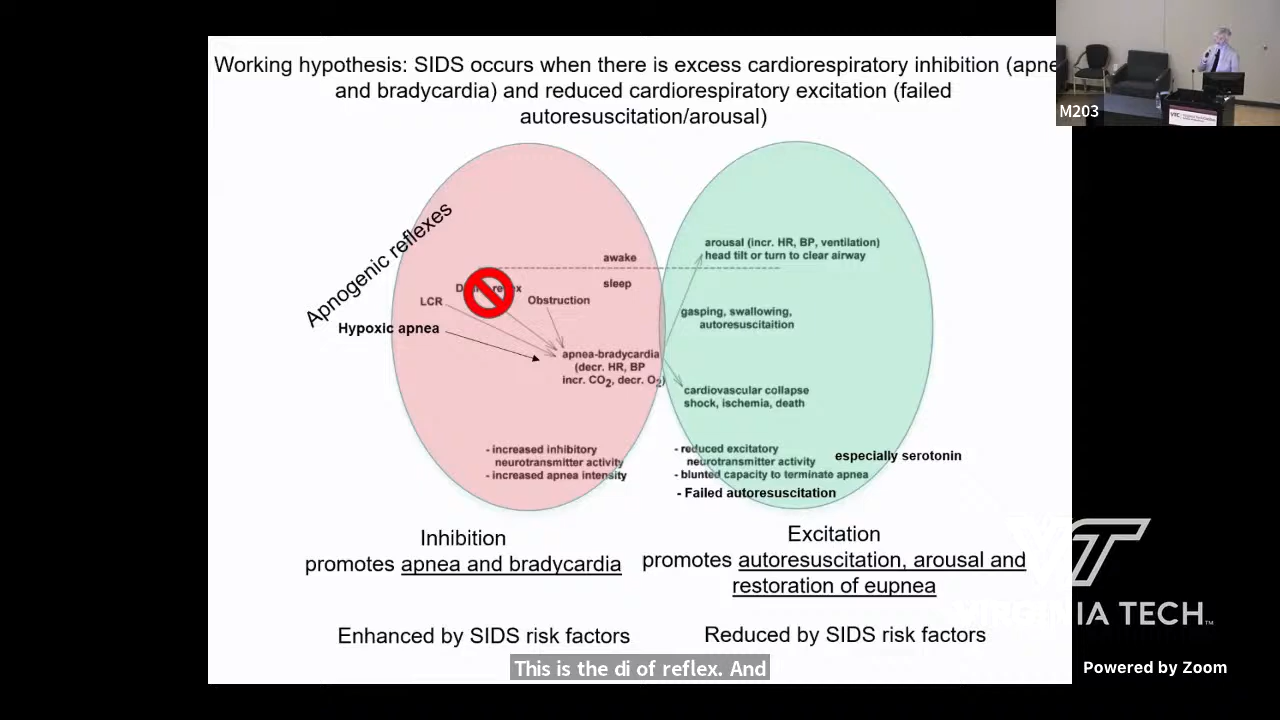 Working hypothesis: SIDS occurs when there is excess cardiorespiratory inhibition (apne
and bradycardia) and reduced cardiorespiratory excitation (failed
autoresuscitation/arousal)
M203
Apnogenic reflexes
awake
sleep
LCR
Obstruction
Hypoxic apnea
apnea-bradycardia
(decr. HR, BP
incr. CO2, decr. O2)
arousal (incr. HR, BP, ventilation)
head tilt or turn to clear airway
gasping, swallowing,
autoresuscitaition
cardiovascular collapse
shock, ischemia, death
- increased inhibitory
neurotransmitter activity
- increased apnea intensity
- reduced excitatory
neurotransmitter activity
- blunted capacity to terminate apnea
- Failed autoresuscitation
especially serotonin
Inhibition
promotes apnea and bradycardia
Excitation
promotes autoresuscitation, arousal and
restoration of eupnea
Enhanced by SIDS risk factors
Reduced by SIDS risk factors
This is the di of reflex. And
VT
VIRGINIA TECH™
Powered by Zoom